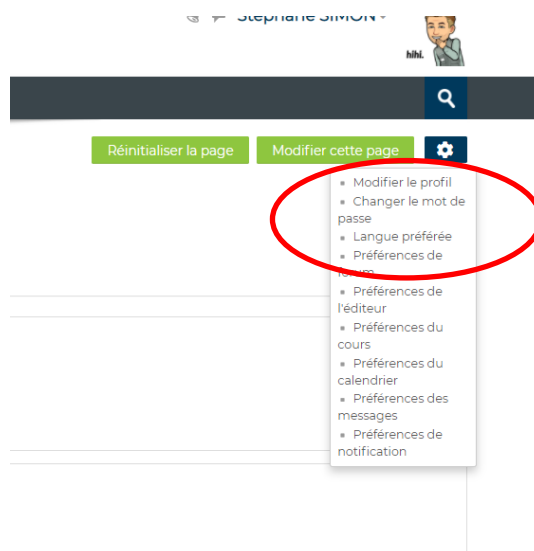 Stéphane SIMON
hihi.
Réinitialiser la page
Modifier cette page
Modifier le profil
Changer le mot de
passe
Langue préférée
Préférences de
forum
Préférences de
l'éditeur
Préférences du
cours
Préférences du
calendrier
Préférences des
messages
Préférences de
notification